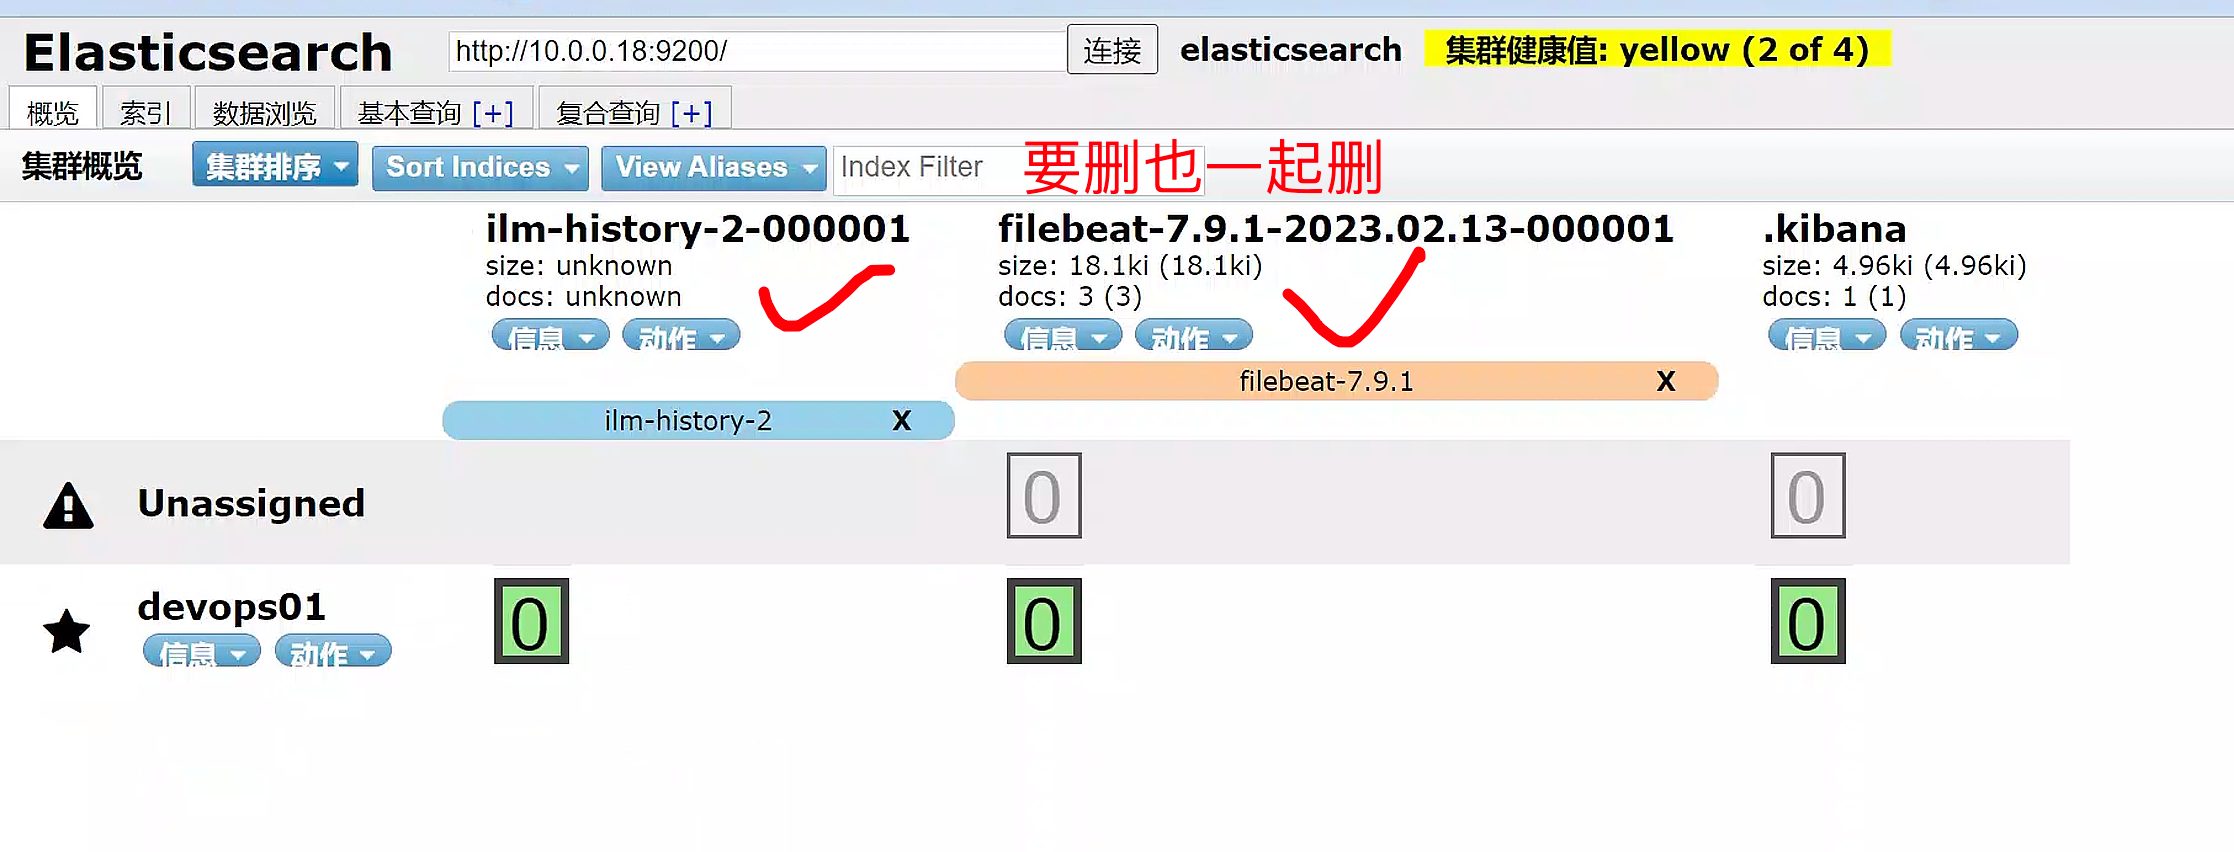 Elasticsearch http://10.0.0.18:9200/ 连接 elasticsearch 集群健康值: yellow (2 of 4)
概览 索引 数据浏览 基本查询 [+] 复合查询 [+]
集群概览 集群排序 Sort Indices View Aliases Index Filter 要删也一起删
ilm-history-2-000001 filebeat-7.9.1-2023.02.13-000001 .kibana
size: unknown size: 18.1ki (18.1ki) size: 4.96ki (4.96ki)
docs: unknown docs: 3 (3) docs: 1 (1)
信息 动作 信息 动作 信息 动作
filebeat-7.9.1 X
ilm-history-2 X
Unassigned 0 0
devops01 0 0 0
信息 动作